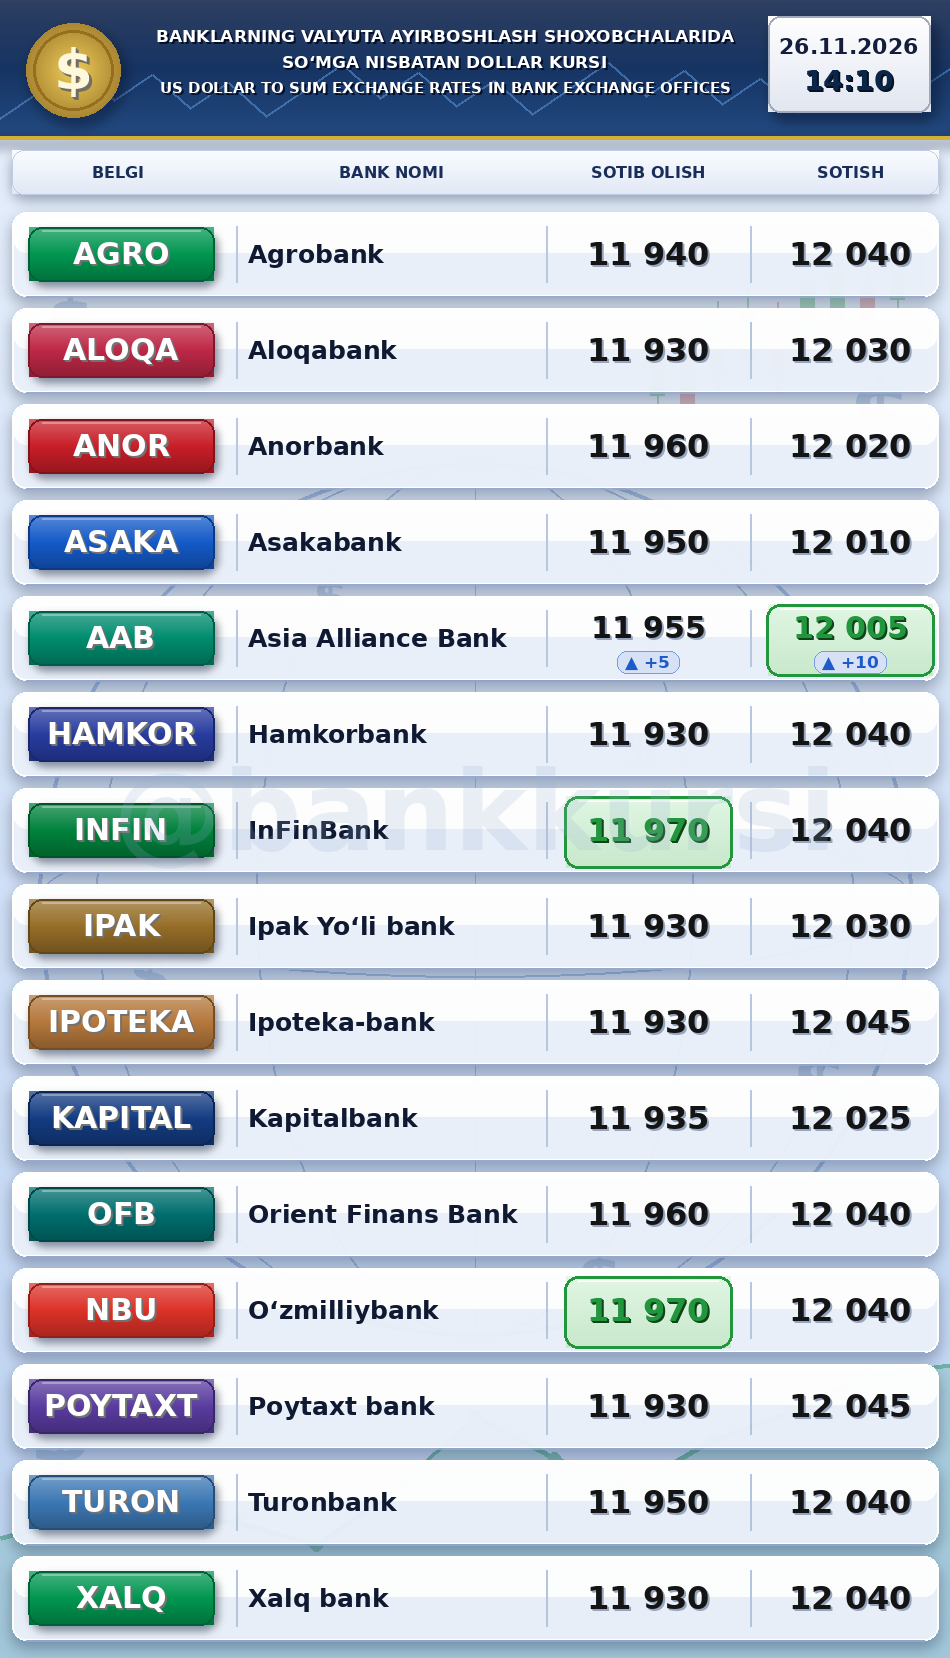 $
BANKLARNING VALYUTA AYIRBOSHLASH SHOXOBCHALARIDA
SO‘MGA NISBATAN DOLLAR KURSI
US DOLLAR TO SUM EXCHANGE RATES IN BANK EXCHANGE OFFICES
26.11.2026
14:10
BELGI BANK NOMI SOTIB OLISH SOTISH
AGRO Agrobank 11 940 12 040
ALOQA Aloqabank 11 930 12 030
ANOR Anorbank 11 960 12 020
ASAKA Asakabank 11 950 12 010
AAB Asia Alliance Bank 11 955 12 005
▲ +5 ▲ +10
HAMKOR Hamkorbank 11 930 12 040
@bankkursi
INFIN InFinBank 11 970 12 040
IPAK Ipak Yo‘li bank 11 930 12 030
IPOTEKA Ipoteka-bank 11 930 12 045
KAPITAL Kapitalbank 11 935 12 025
OFB Orient Finans Bank 11 960 12 040
NBU O‘zmilliybank 11 970 12 040
POYTAXT Poytaxt bank 11 930 12 045
TURON Turonbank 11 950 12 040
XALQ Xalq bank 11 930 12 040